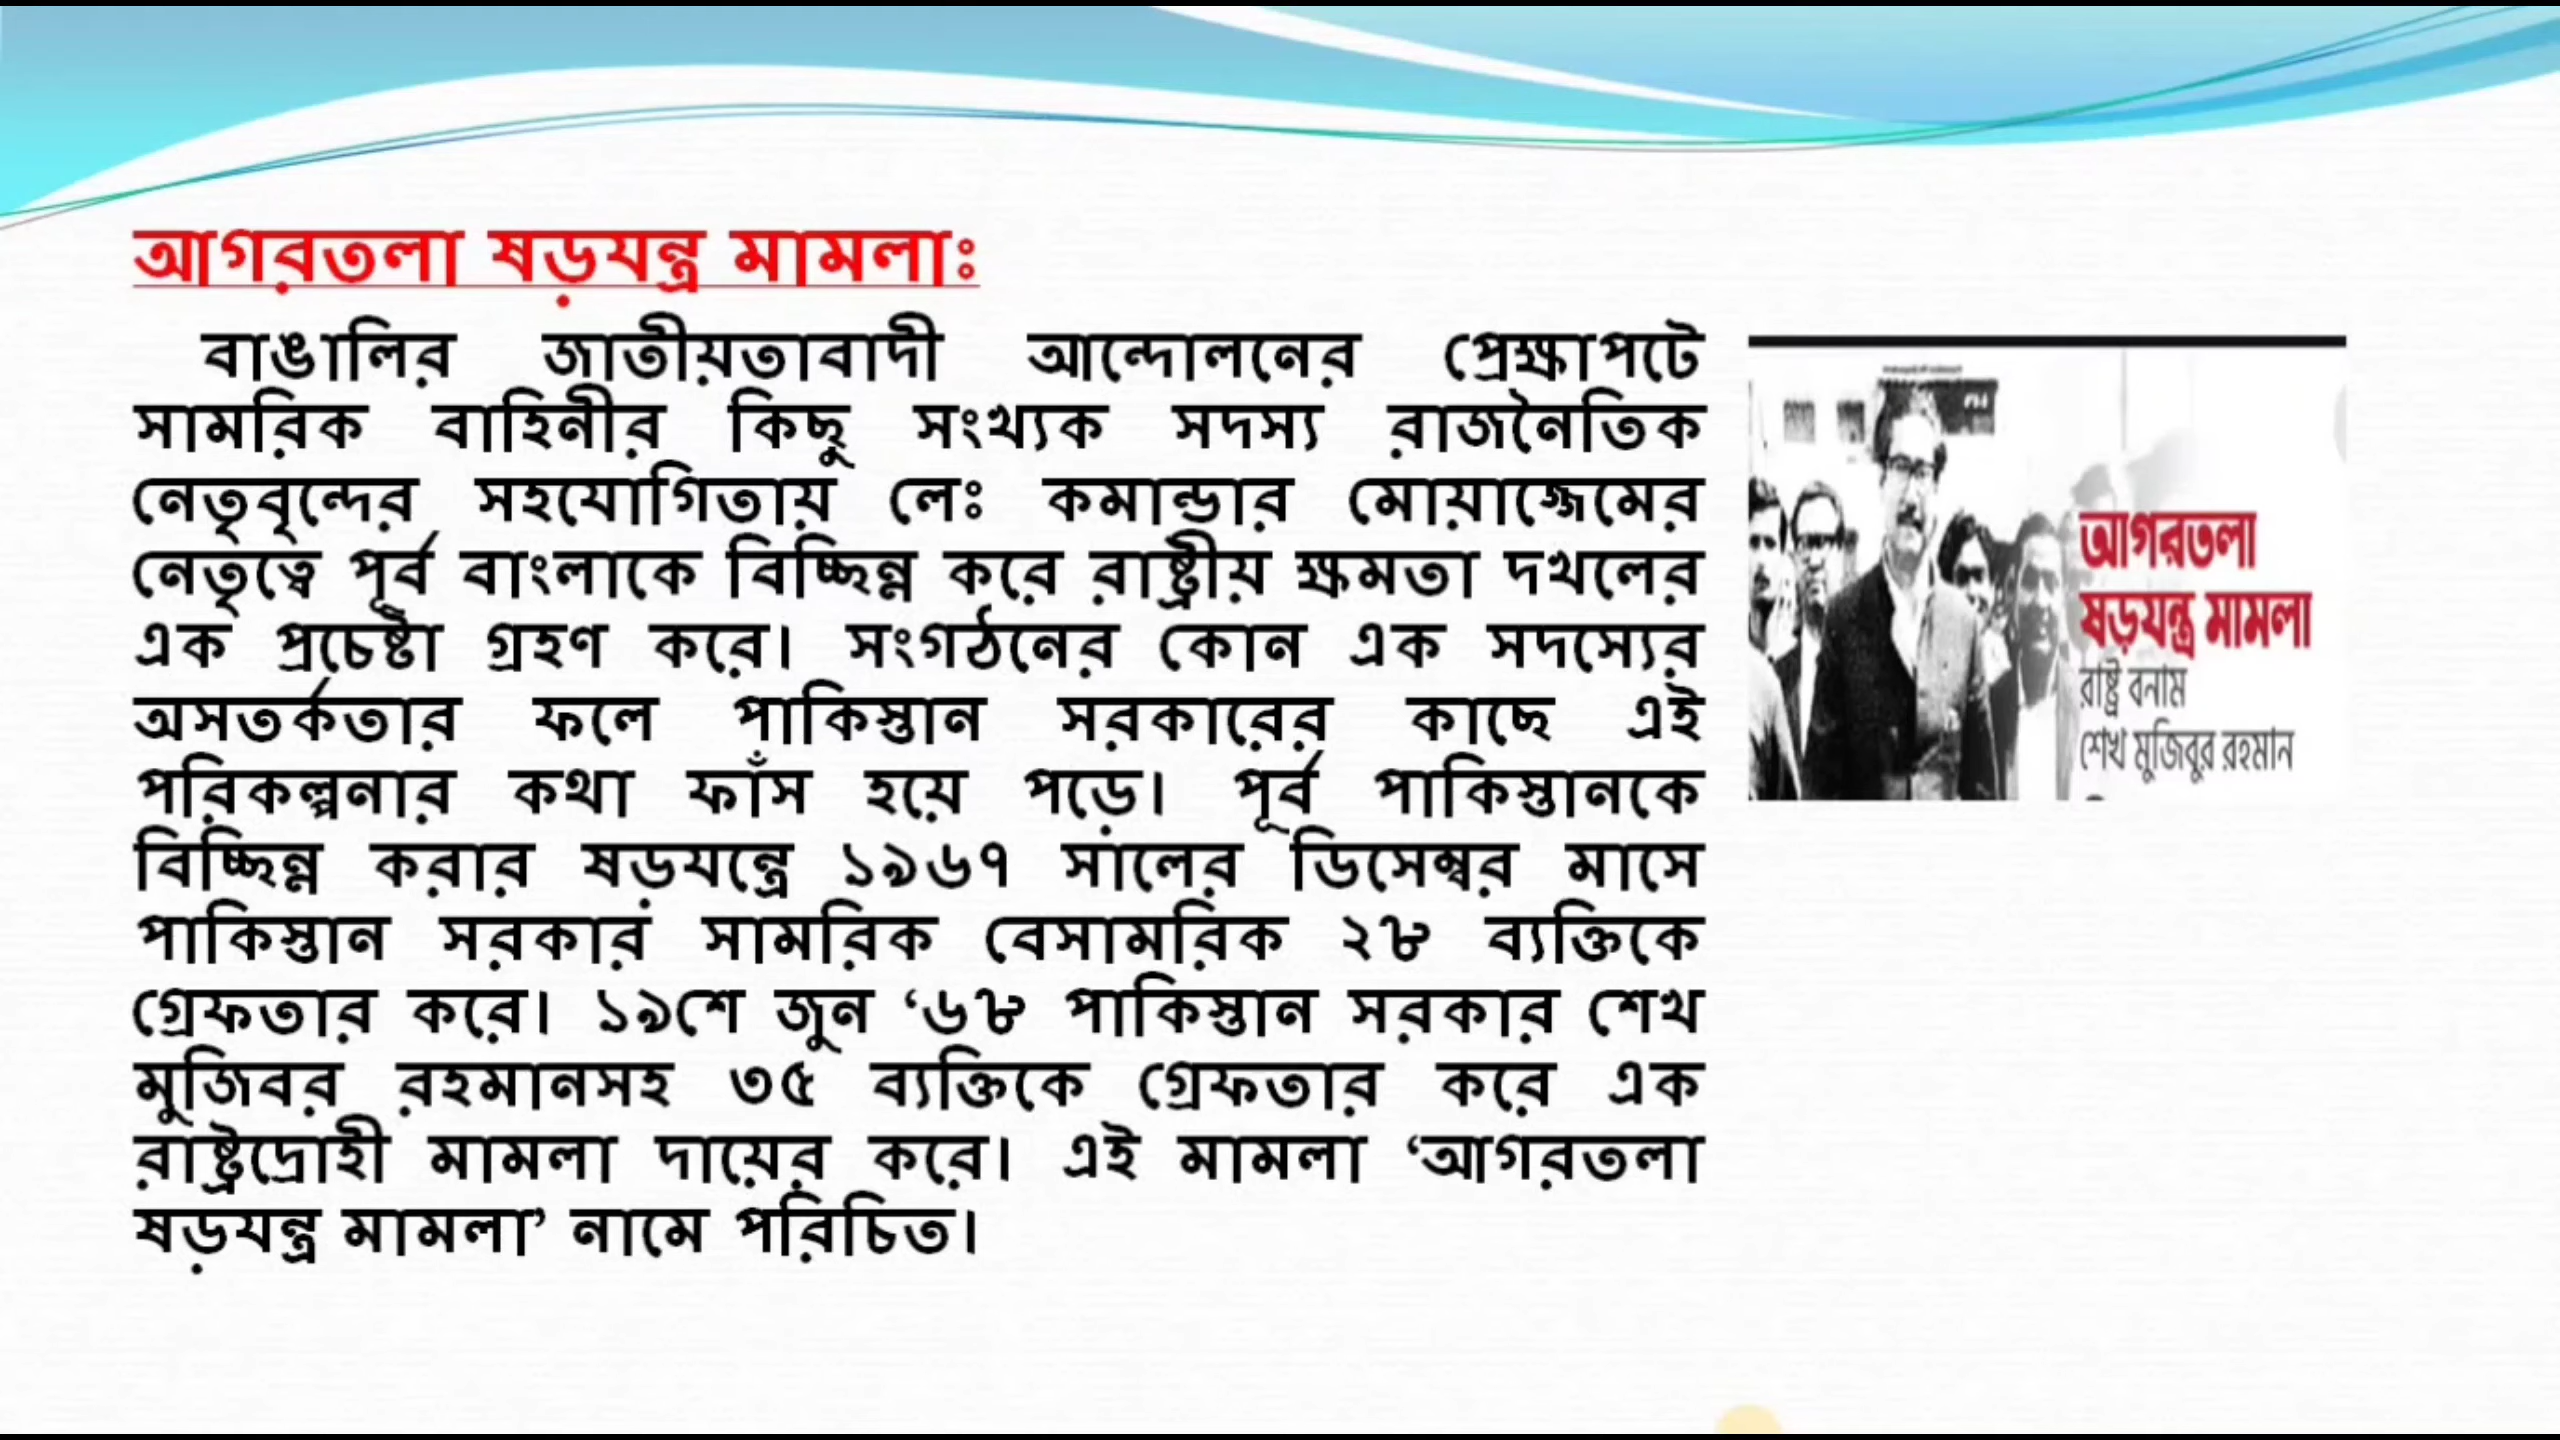 আগরতলা ষড়যন্ত্র মামলাঃ
বাঙালির জাতীয়তাবাদী আন্দোলনের প্রেক্ষাপটে
সামরিক বাহিনীর কিছু সংখ্যক সদস্য রাজনৈতিক
নেতৃবৃন্দের সহযোগিতায় লেঃ কমান্ডার মোয়াজ্জেমের
নেতৃত্বে পূর্ব বাংলাকে বিচ্ছিন্ন করে রাষ্ট্রীয় ক্ষমতা দখলের
এক প্রচেষ্টা গ্রহণ করে। সংগঠনের কোন এক সদস্যের
অসতর্কতার ফলে পাকিস্তান সরকারের কাছে এই
পরিকল্পনার কথা ফাঁস হয়ে পড়ে। পূর্ব পাকিস্তানকে
বিচ্ছিন্ন করার ষড়যন্ত্রে ১৯৬৭ সালের ডিসেম্বর মাসে
পাকিস্তান সরকার সামরিক বেসামরিক ২৮ ব্যক্তিকে
গ্রেফতার করে। ১৯শে জুন ‘৬৮ পাকিস্তান সরকার শেখ
মুজিবর রহমানসহ ৩৫ ব্যক্তিকে গ্রেফতার করে এক
রাষ্ট্রদ্রোহী মামলা দায়ের করে। এই মামলা ‘আগরতলা
ষড়যন্ত্র মামলা’ নামে পরিচিত।
আগরতলা
ষড়যন্ত্র মামলা
রাষ্ট্র বনাম
শেখ মুজিবুর রহমান